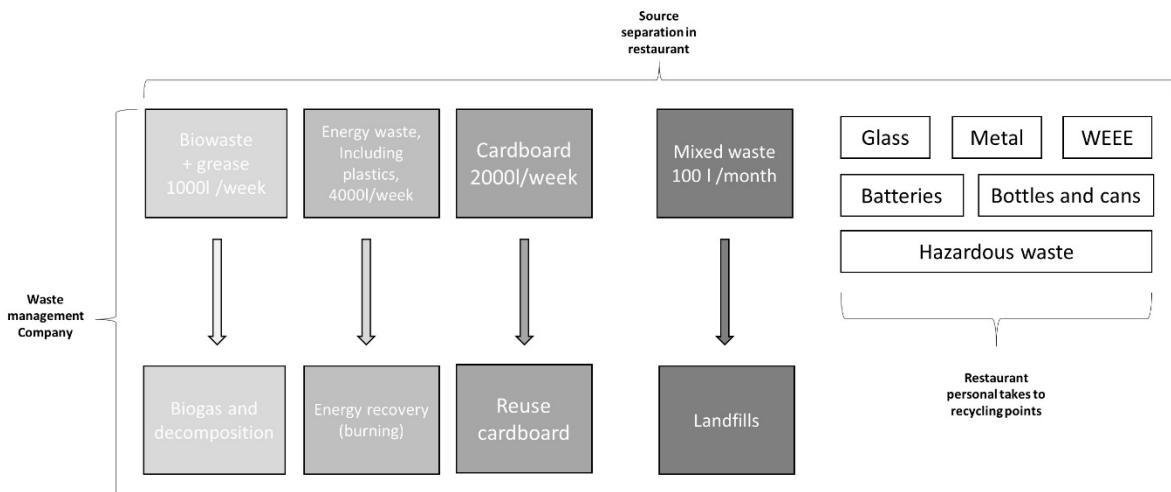 Source
separation in
restaurant
Biowaste
+ grease
1000l /week
Energy waste,
Including
plastics,
4000l/week
Cardboard
2000l/week
Mixed waste
100 l /month
Glass
Metal
WEEE
Batteries
Bottles and cans
Hazardous waste
Waste
management
Company
Biogas and
decomposition
Energy recovery
(burning)
Reuse
cardboard
Landfills
Restaurant
personal takes to
recycling points